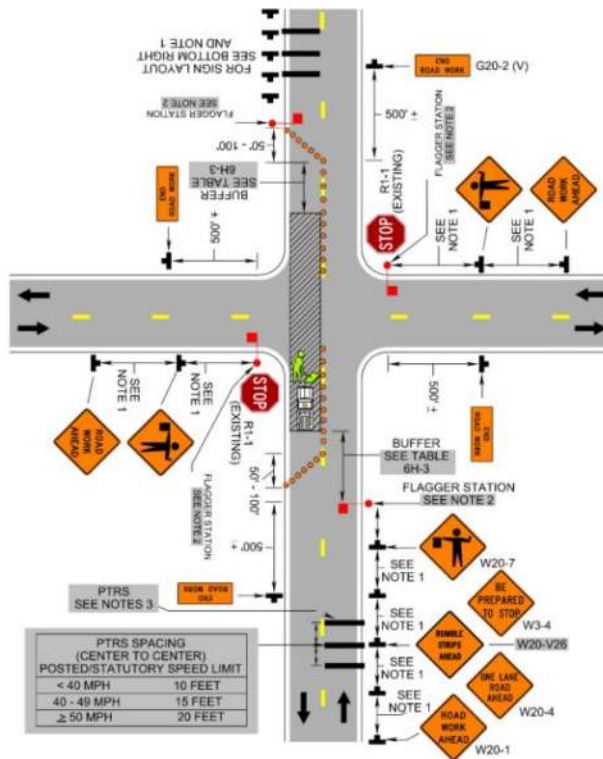 FOR SIGN LAYOUT
SEE BOTTOM RIGHT
AND NOTE 1
END
ROAD WORK
G20-2 (V)
500' ±
FLAGGER STATION
SEE NOTE 2
50' - 100'
BUFFER
SEE TABLE
6H-3
END
ROAD WORK
500' ±
R1-1
(EXISTING)
STOP
FLAGGER STATION
SEE NOTE 2
SEE
NOTE 1
SEE
NOTE 1
ROAD
WORK
AHEAD
SEE
NOTE 1
SEE
NOTE 1
ROAD
WORK
AHEAD
STOP
R1-1
(EXISTING)
FLAGGER STATION
SEE NOTE 2
50' - 100'
500' ±
END
ROAD WORK
500' ±
END
ROAD WORK
BUFFER
SEE TABLE
6H-3
FLAGGER STATION
SEE NOTE 2
SEE
NOTE 1
W20-7
BE
PREPARED
TO STOP
W3-4
SEE
NOTE 1
RUMBLE
STRIPS
AHEAD
W20-V26
ONE LANE
ROAD
AHEAD
W20-4
SEE
NOTE 1
ROAD
WORK
AHEAD
W20-1
PTRS
SEE NOTES 3
PTRS SPACING
(CENTER TO CENTER)
POSTED/STATUTORY SPEED LIMIT
< 40 MPH 10 FEET
40 - 49 MPH 15 FEET
≥ 50 MPH 20 FEET